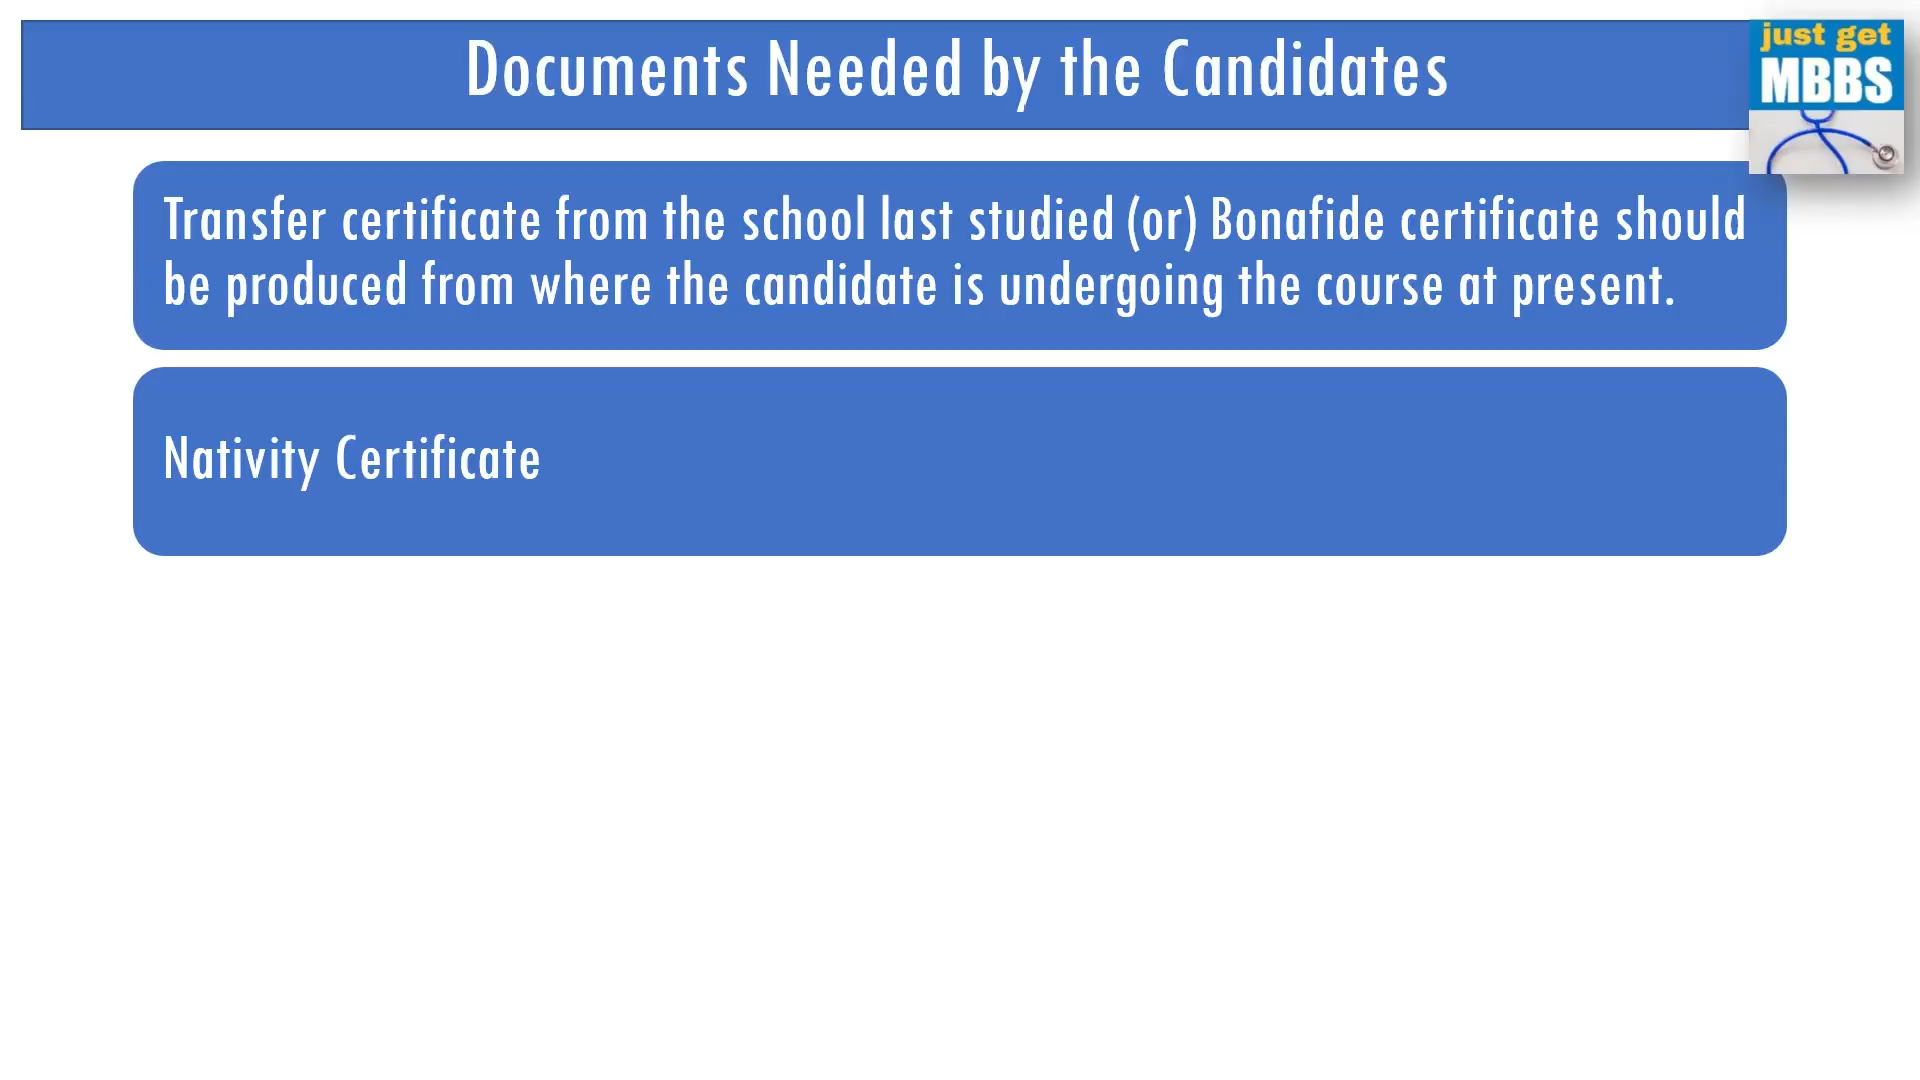 Documents Needed by the Candidates
just get
MBBS
Transfer certificate from the school last studied (or) Bonafide certificate should
be produced from where the candidate is undergoing the course at present.
Nativity Certificate